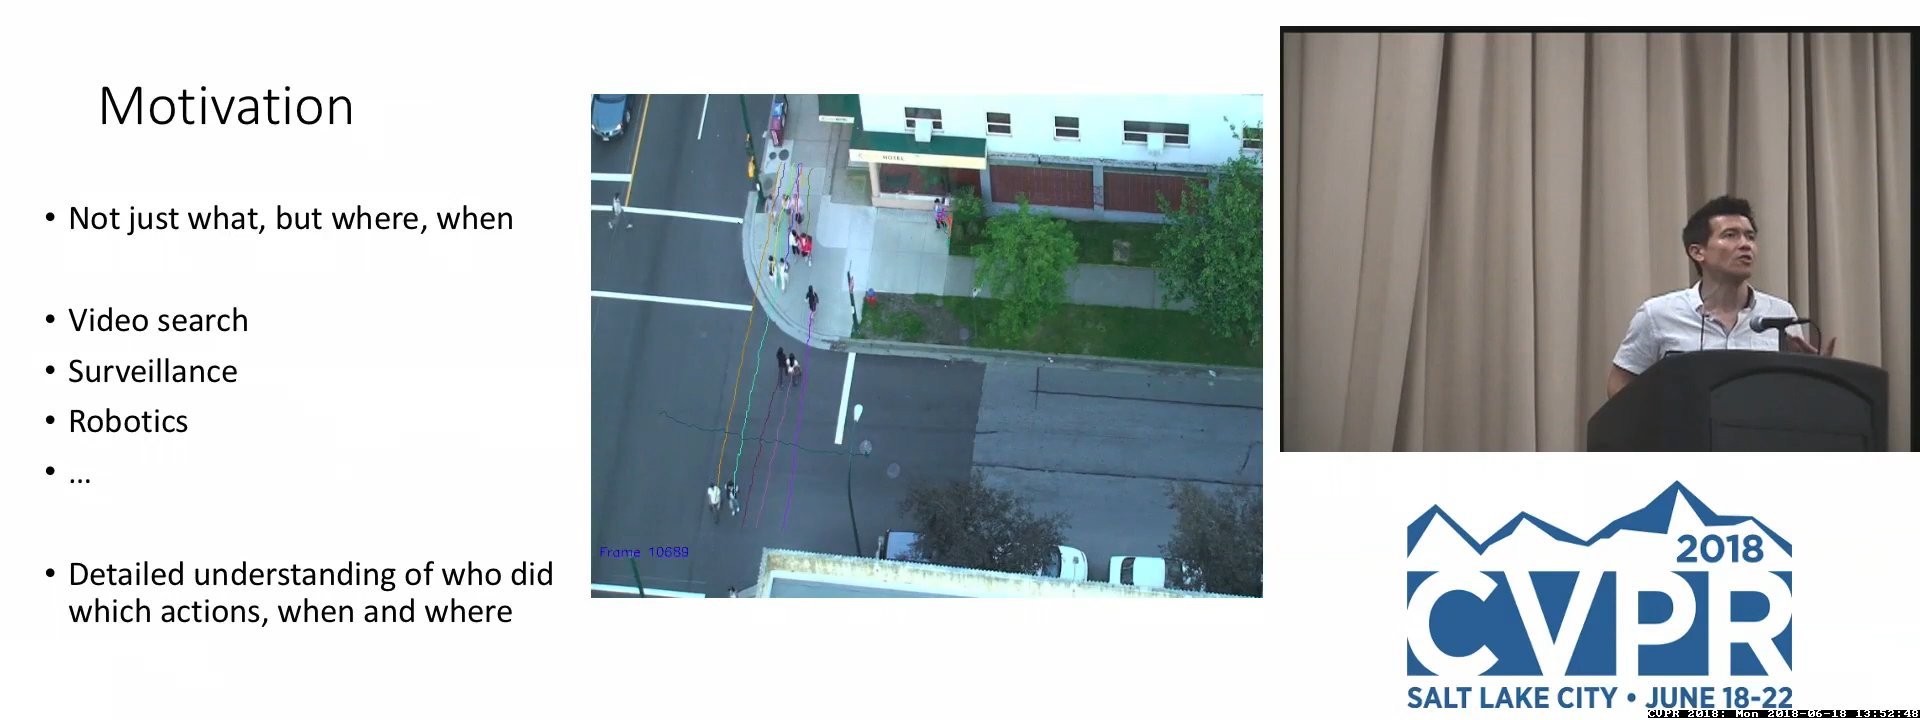 Motivation
• Not just what, but where, when
• Video search
• Surveillance
• Robotics
• ...
• Detailed understanding of who did
which actions, when and where
MOTEL
Frame 10689
2018
CVPR
SALT LAKE CITY • JUNE 18-22
CVPR 2018: Mon 2018-06-18 13:52:48